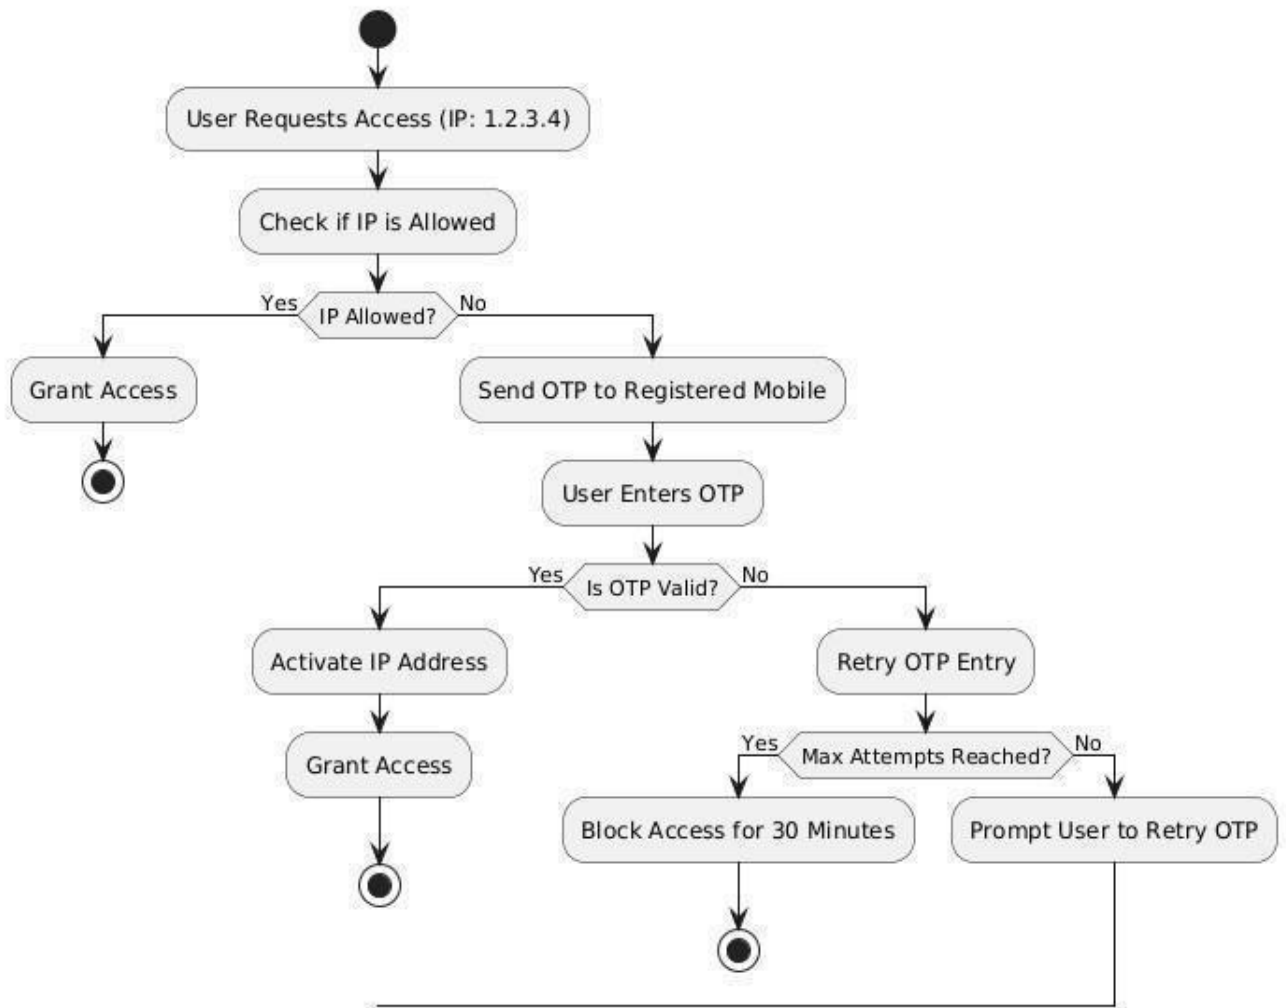 User Requests Access (IP: 1.2.3.4)
Check if IP is Allowed
Yes
IP Allowed?
No
Grant Access
Send OTP to Registered Mobile
User Enters OTP
Yes
Is OTP Valid?
No
Activate IP Address
Retry OTP Entry
Grant Access
Yes
Max Attempts Reached?
No
Block Access for 30 Minutes
Prompt User to Retry OTP